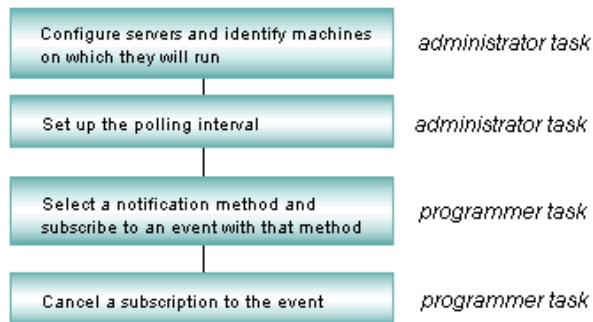 Configure servers and identify machines
on which they will run
administrator task
Set up the polling interval
administrator task
Select a notification method and
subscribe to an event with that method
programmer task
Cancel a subscription to the event
programmer task